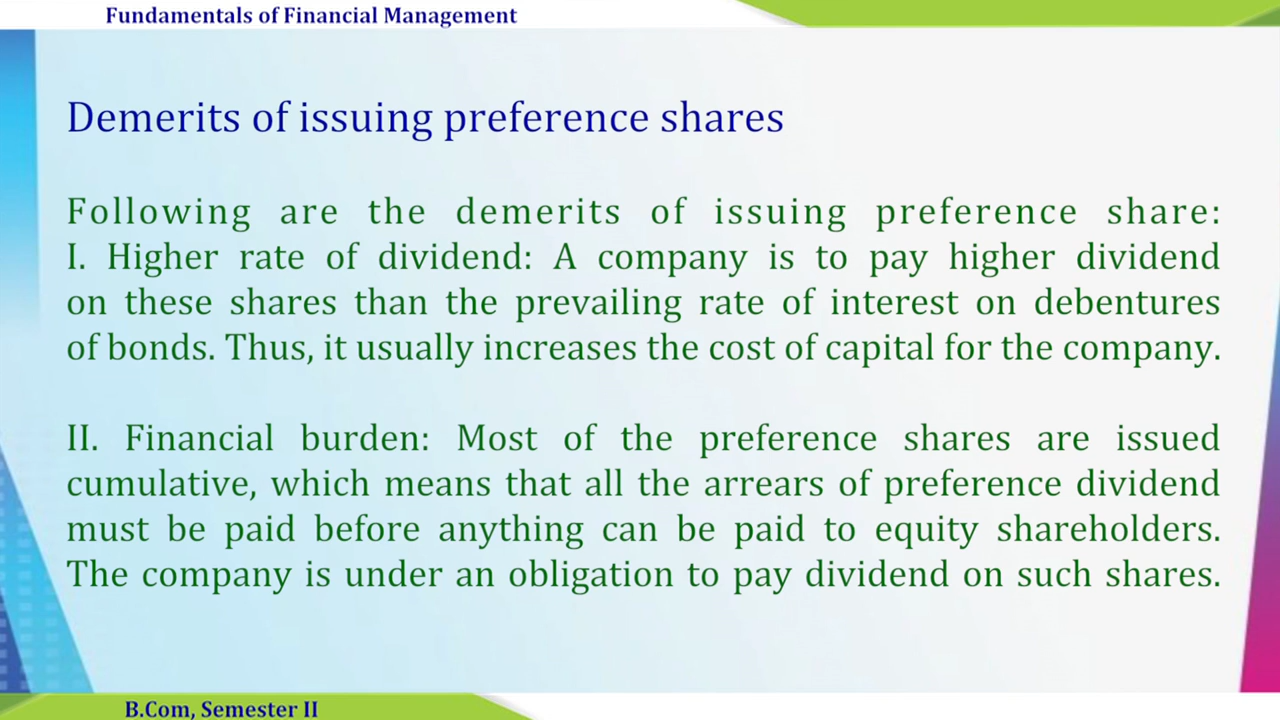 Fundamentals of Financial Management
Demerits of issuing preference shares
Following are the demerits of issuing preference share:
I. Higher rate of dividend: A company is to pay higher dividend
on these shares than the prevailing rate of interest on debentures
of bonds. Thus, it usually increases the cost of capital for the company.
II. Financial burden: Most of the preference shares are issued
cumulative, which means that all the arrears of preference dividend
must be paid before anything can be paid to equity shareholders.
The company is under an obligation to pay dividend on such shares.
B.Com, Semester II